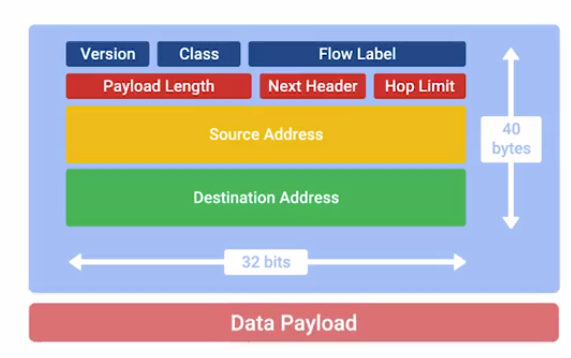 Version Class Flow Label
Payload Length Next Header Hop Limit
Source Address
40
bytes
Destination Address
32 bits
Data Payload